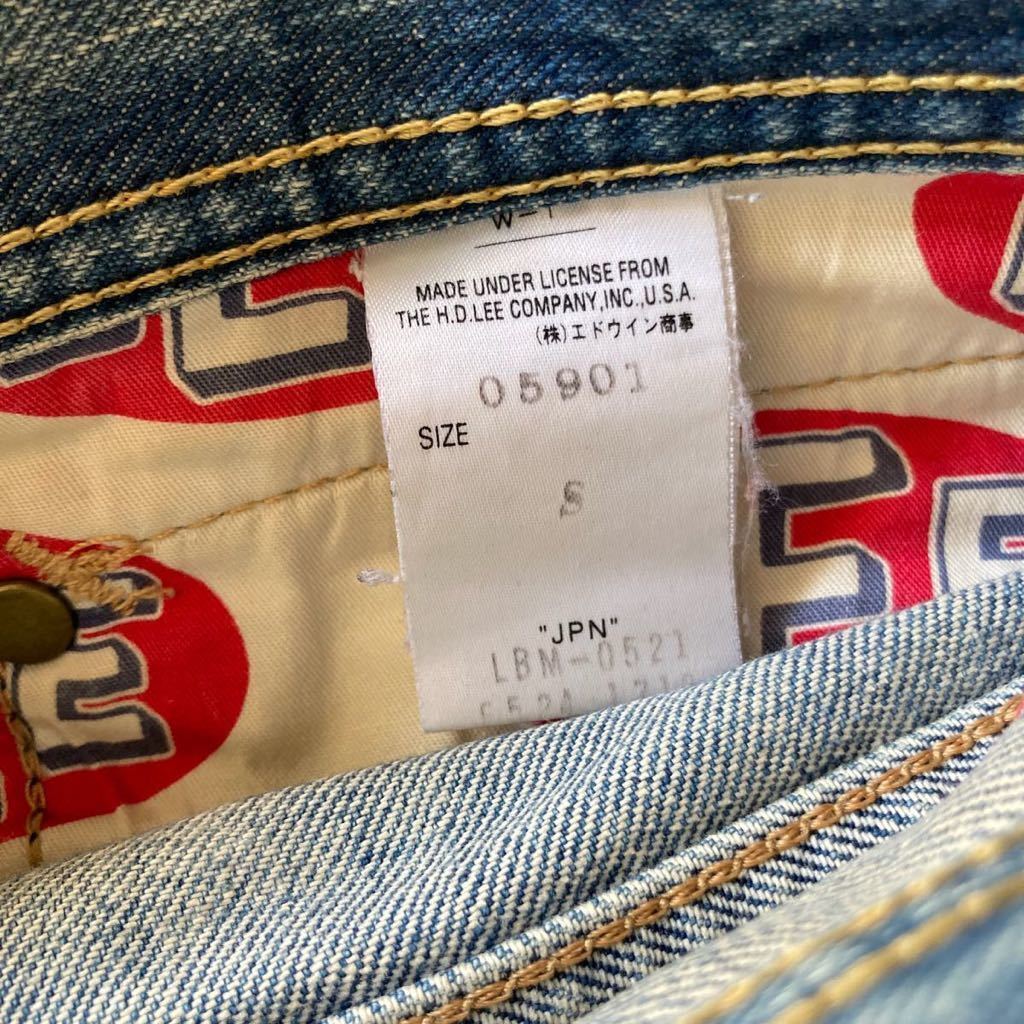 MADE UNDER LICENSE FROM
THE H.D.LEE COMPANY,INC.,U.S.A.
(株)エドウイン商事
05901
SIZE
S
"JPN"
LBM-0521